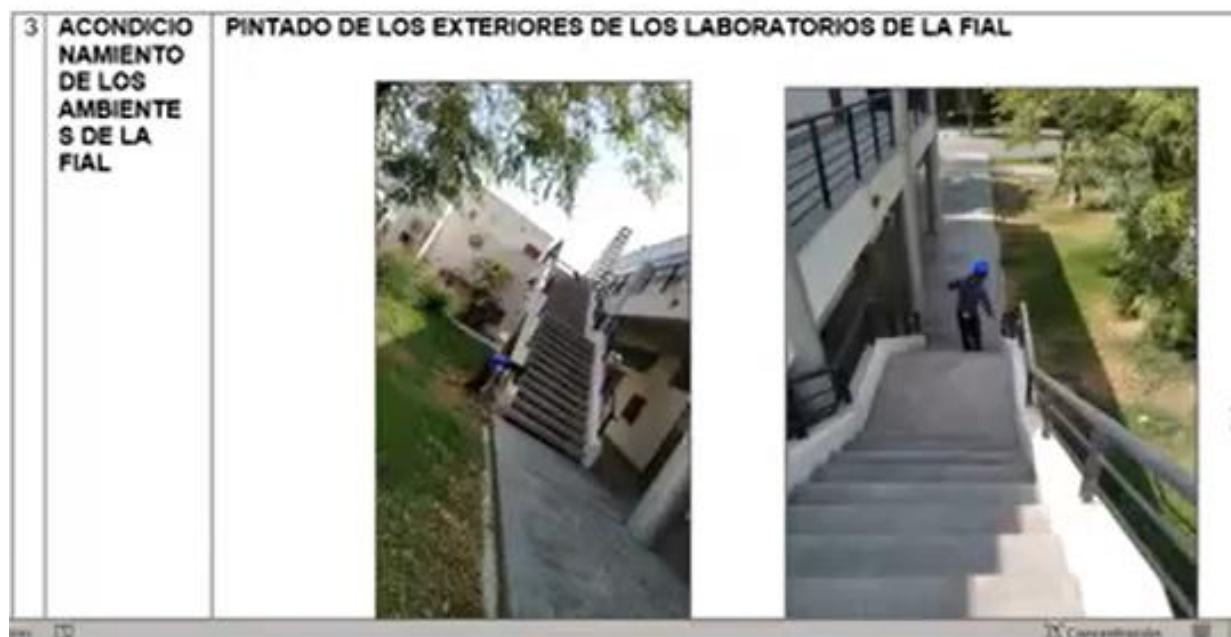 3
ACONDICIO
NAMIENTO
DE LOS
AMBIENTE
S DE LA
FIAL
PINTADO DE LOS EXTERIORES DE LOS LABORATORIOS DE LA FIAL